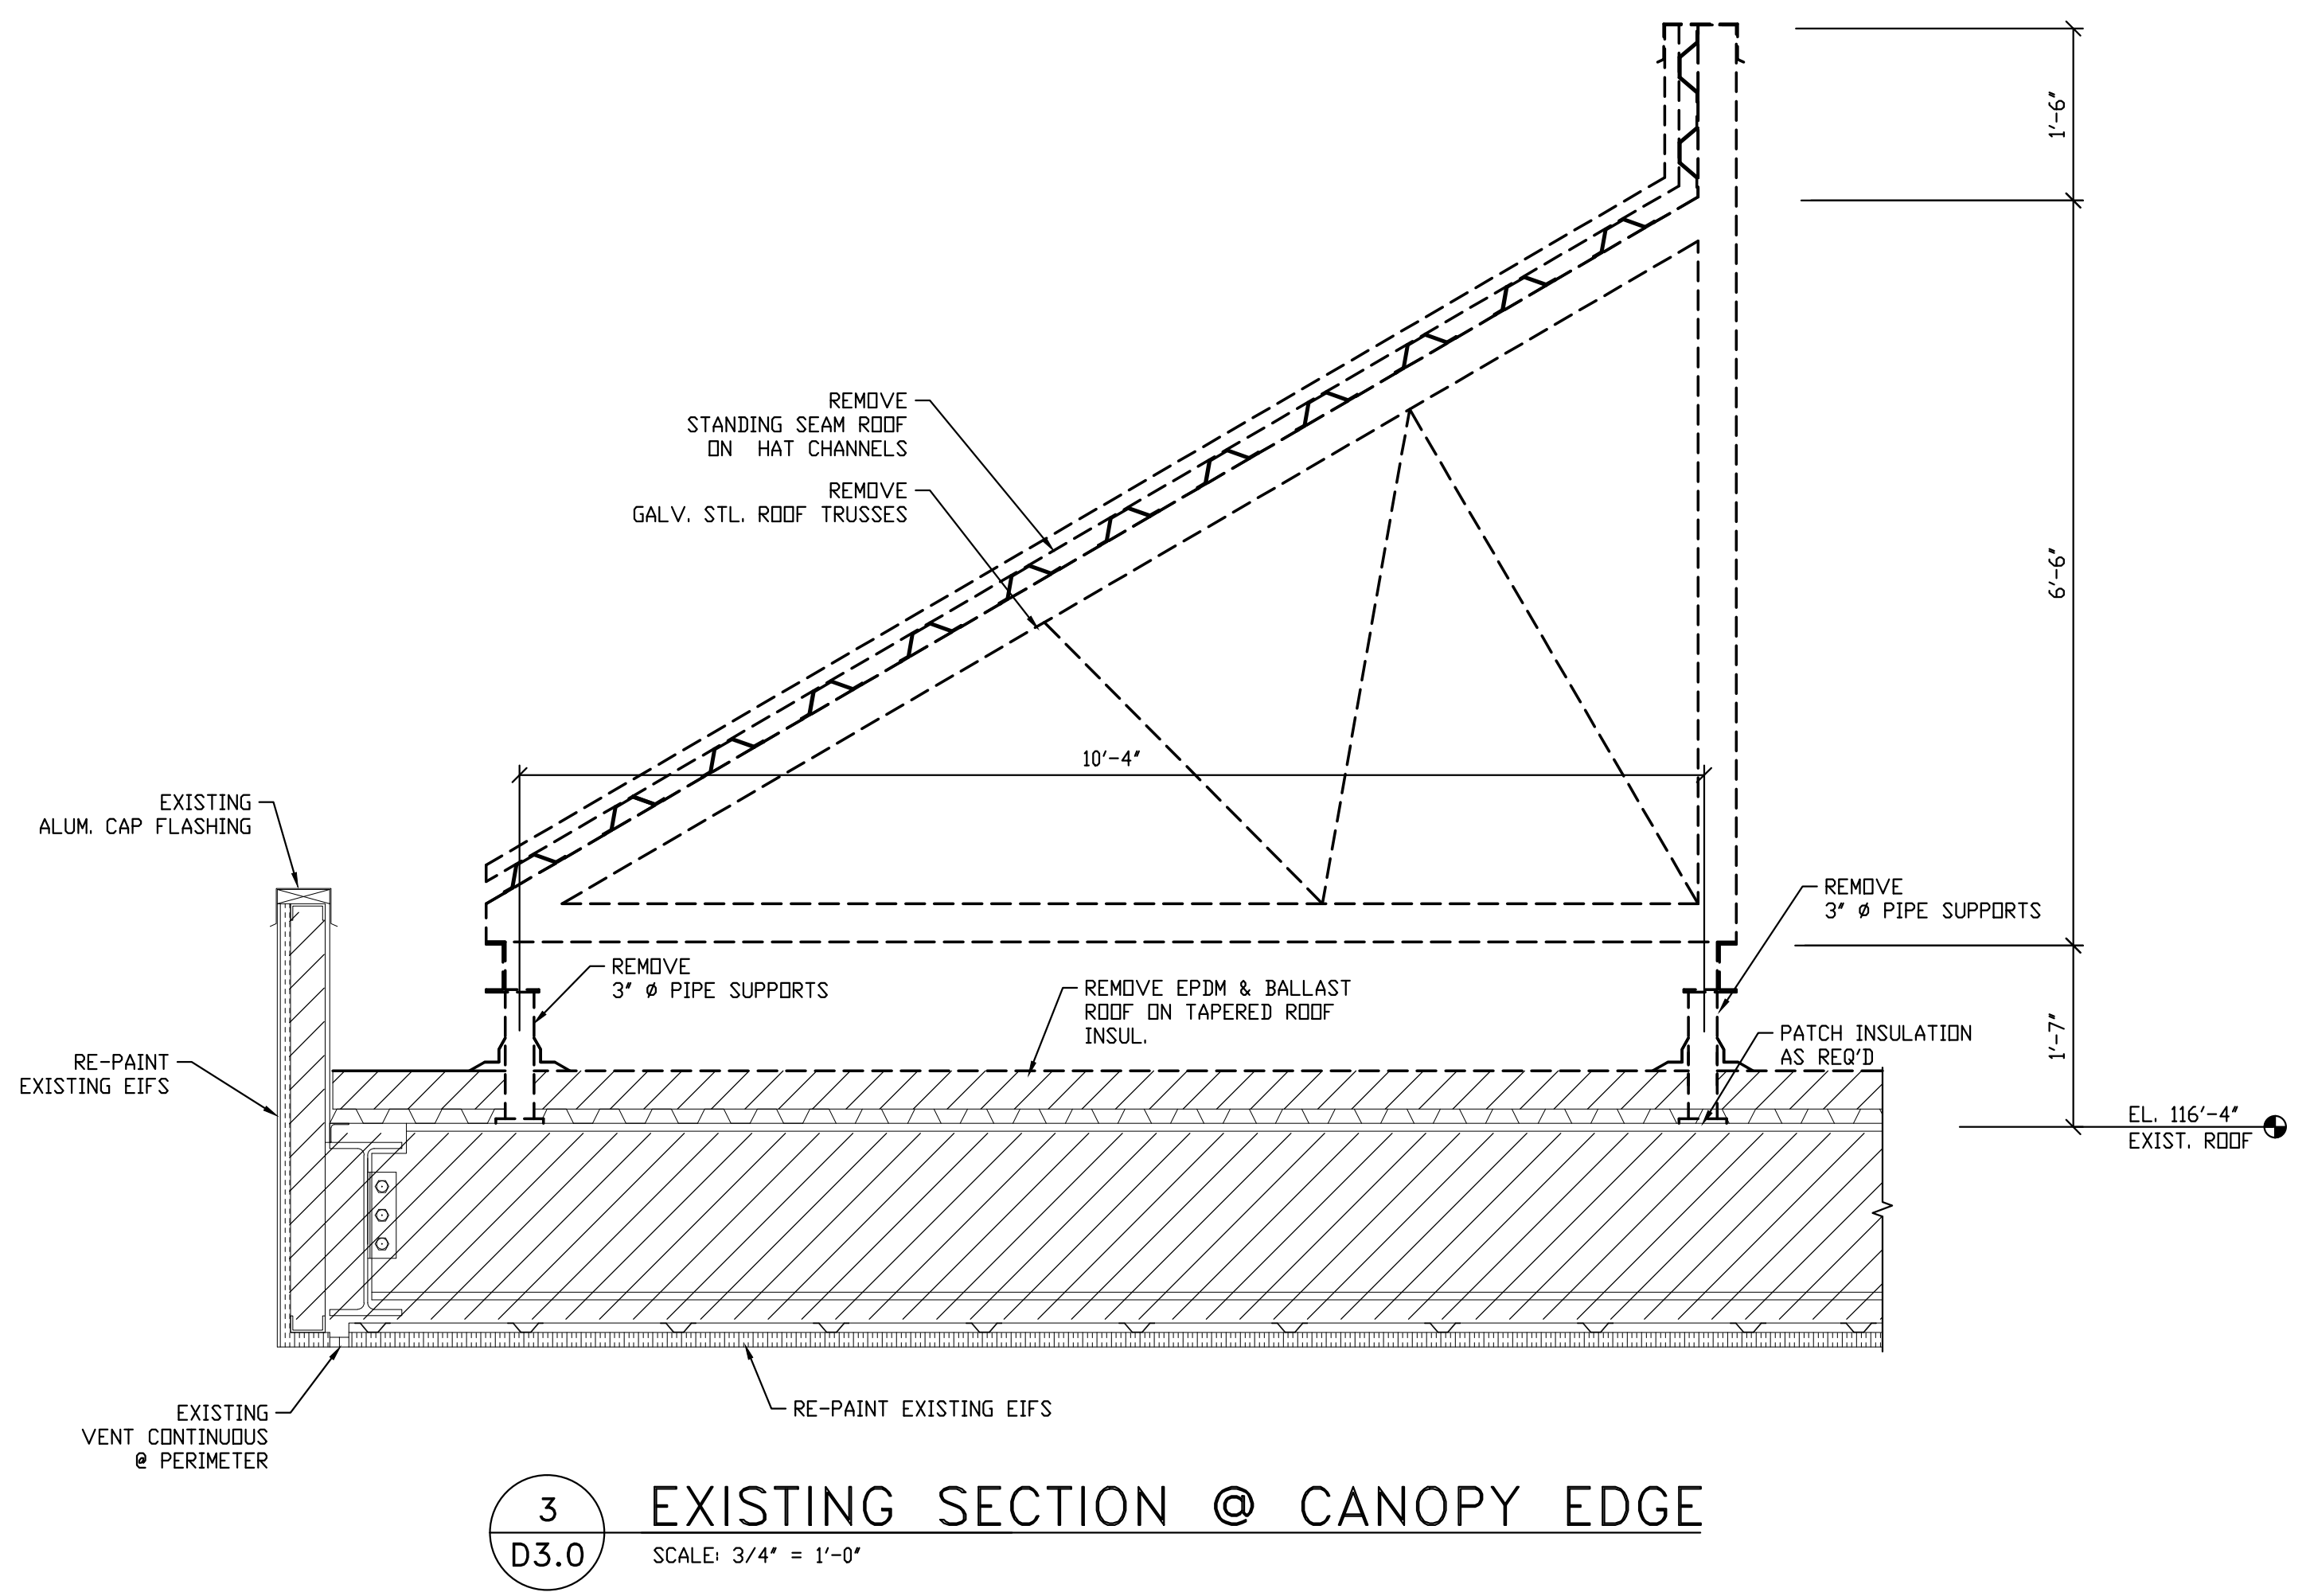 1'-6"
REMOVE
STANDING SEAM ROOF
ON HAT CHANNELS
REMOVE
GALV. STL. ROOF TRUSSES
6'-6"
10'-4"
EXISTING
ALUM. CAP FLASHING
REMOVE
3" Ø PIPE SUPPORTS
REMOVE
3" Ø PIPE SUPPORTS
REMOVE EPDM & BALLAST
ROOF ON TAPERED ROOF
INSUL.
PATCH INSULATION
AS REQ'D
1'-7"
RE-PAINT
EXISTING EIFS
EL. 116'-4"
EXIST. ROOF
RE-PAINT EXISTING EIFS
EXISTING
VENT CONTINUOUS
@ PERIMETER
3
D3.0
EXISTING SECTION @ CANOPY EDGE
SCALE: 3/4" = 1'-0"